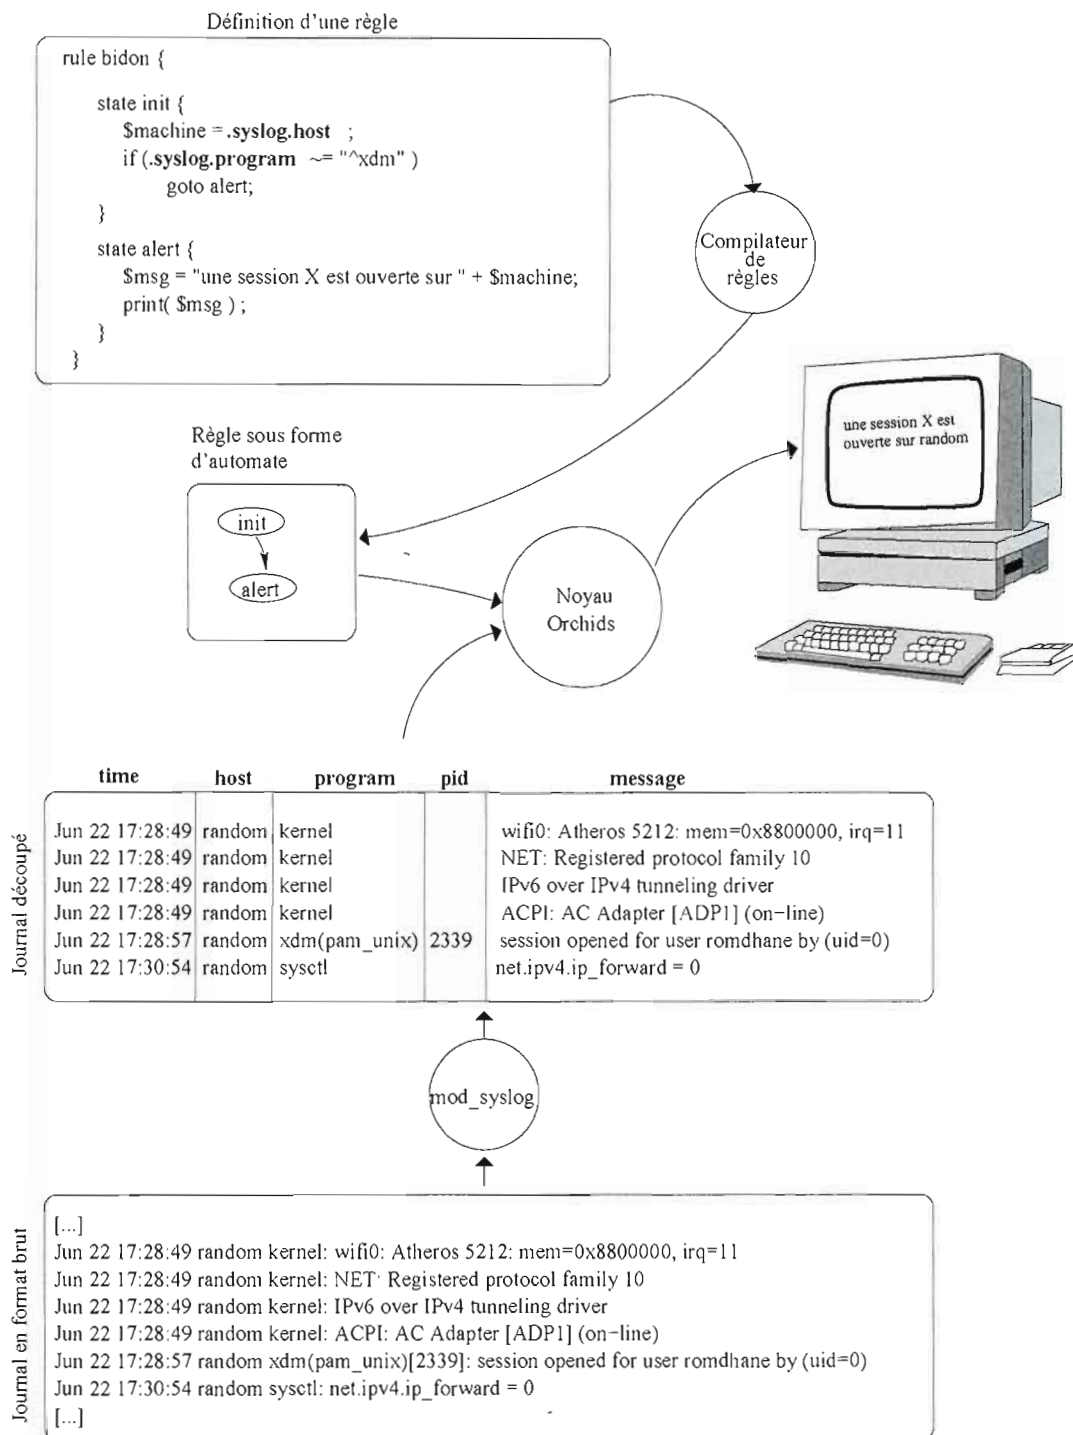 Définition d'une règle
rule bidon {
state init {
$machine = .syslog.host ;
if (.syslog.program ~= "^xdm" )
goto alert;
}
state alert {
$msg = "une session X est ouverte sur " + $machine;
print( $msg ) ;
}
}
Compilateur
de
règles
une session X est
ouverte sur random
Règle sous forme
d'automate
init
alert
Noyau
Orchids
time host program pid message
Journal découpé
Jun 22 17:28:49 random kernel wifi0: Atheros 5212: mem=0x8800000, irq=11
Jun 22 17:28:49 random kernel NET: Registered protocol family 10
Jun 22 17:28:49 random kernel IPv6 over IPv4 tunneling driver
Jun 22 17:28:49 random kernel ACPI: AC Adapter [ADP1] (on-line)
Jun 22 17:28:57 random xdm(pam_unix) 2339 session opened for user romdhane by (uid=0)
Jun 22 17:30:54 random sysctl net.ipv4.ip_forward = 0
mod_syslog
Journal en format brut
[...]
Jun 22 17:28:49 random kernel: wifi0: Atheros 5212: mem=0x8800000, irq=11
Jun 22 17:28:49 random kernel: NET: Registered protocol family 10
Jun 22 17:28:49 random kernel: IPv6 over IPv4 tunneling driver
Jun 22 17:28:49 random kernel: ACPI: AC Adapter [ADP1] (on-line)
Jun 22 17:28:57 random xdm(pam_unix)[2339]: session opened for user romdhane by (uid=0)
Jun 22 17:30:54 random sysctl: net.ipv4.ip_forward = 0
[...]